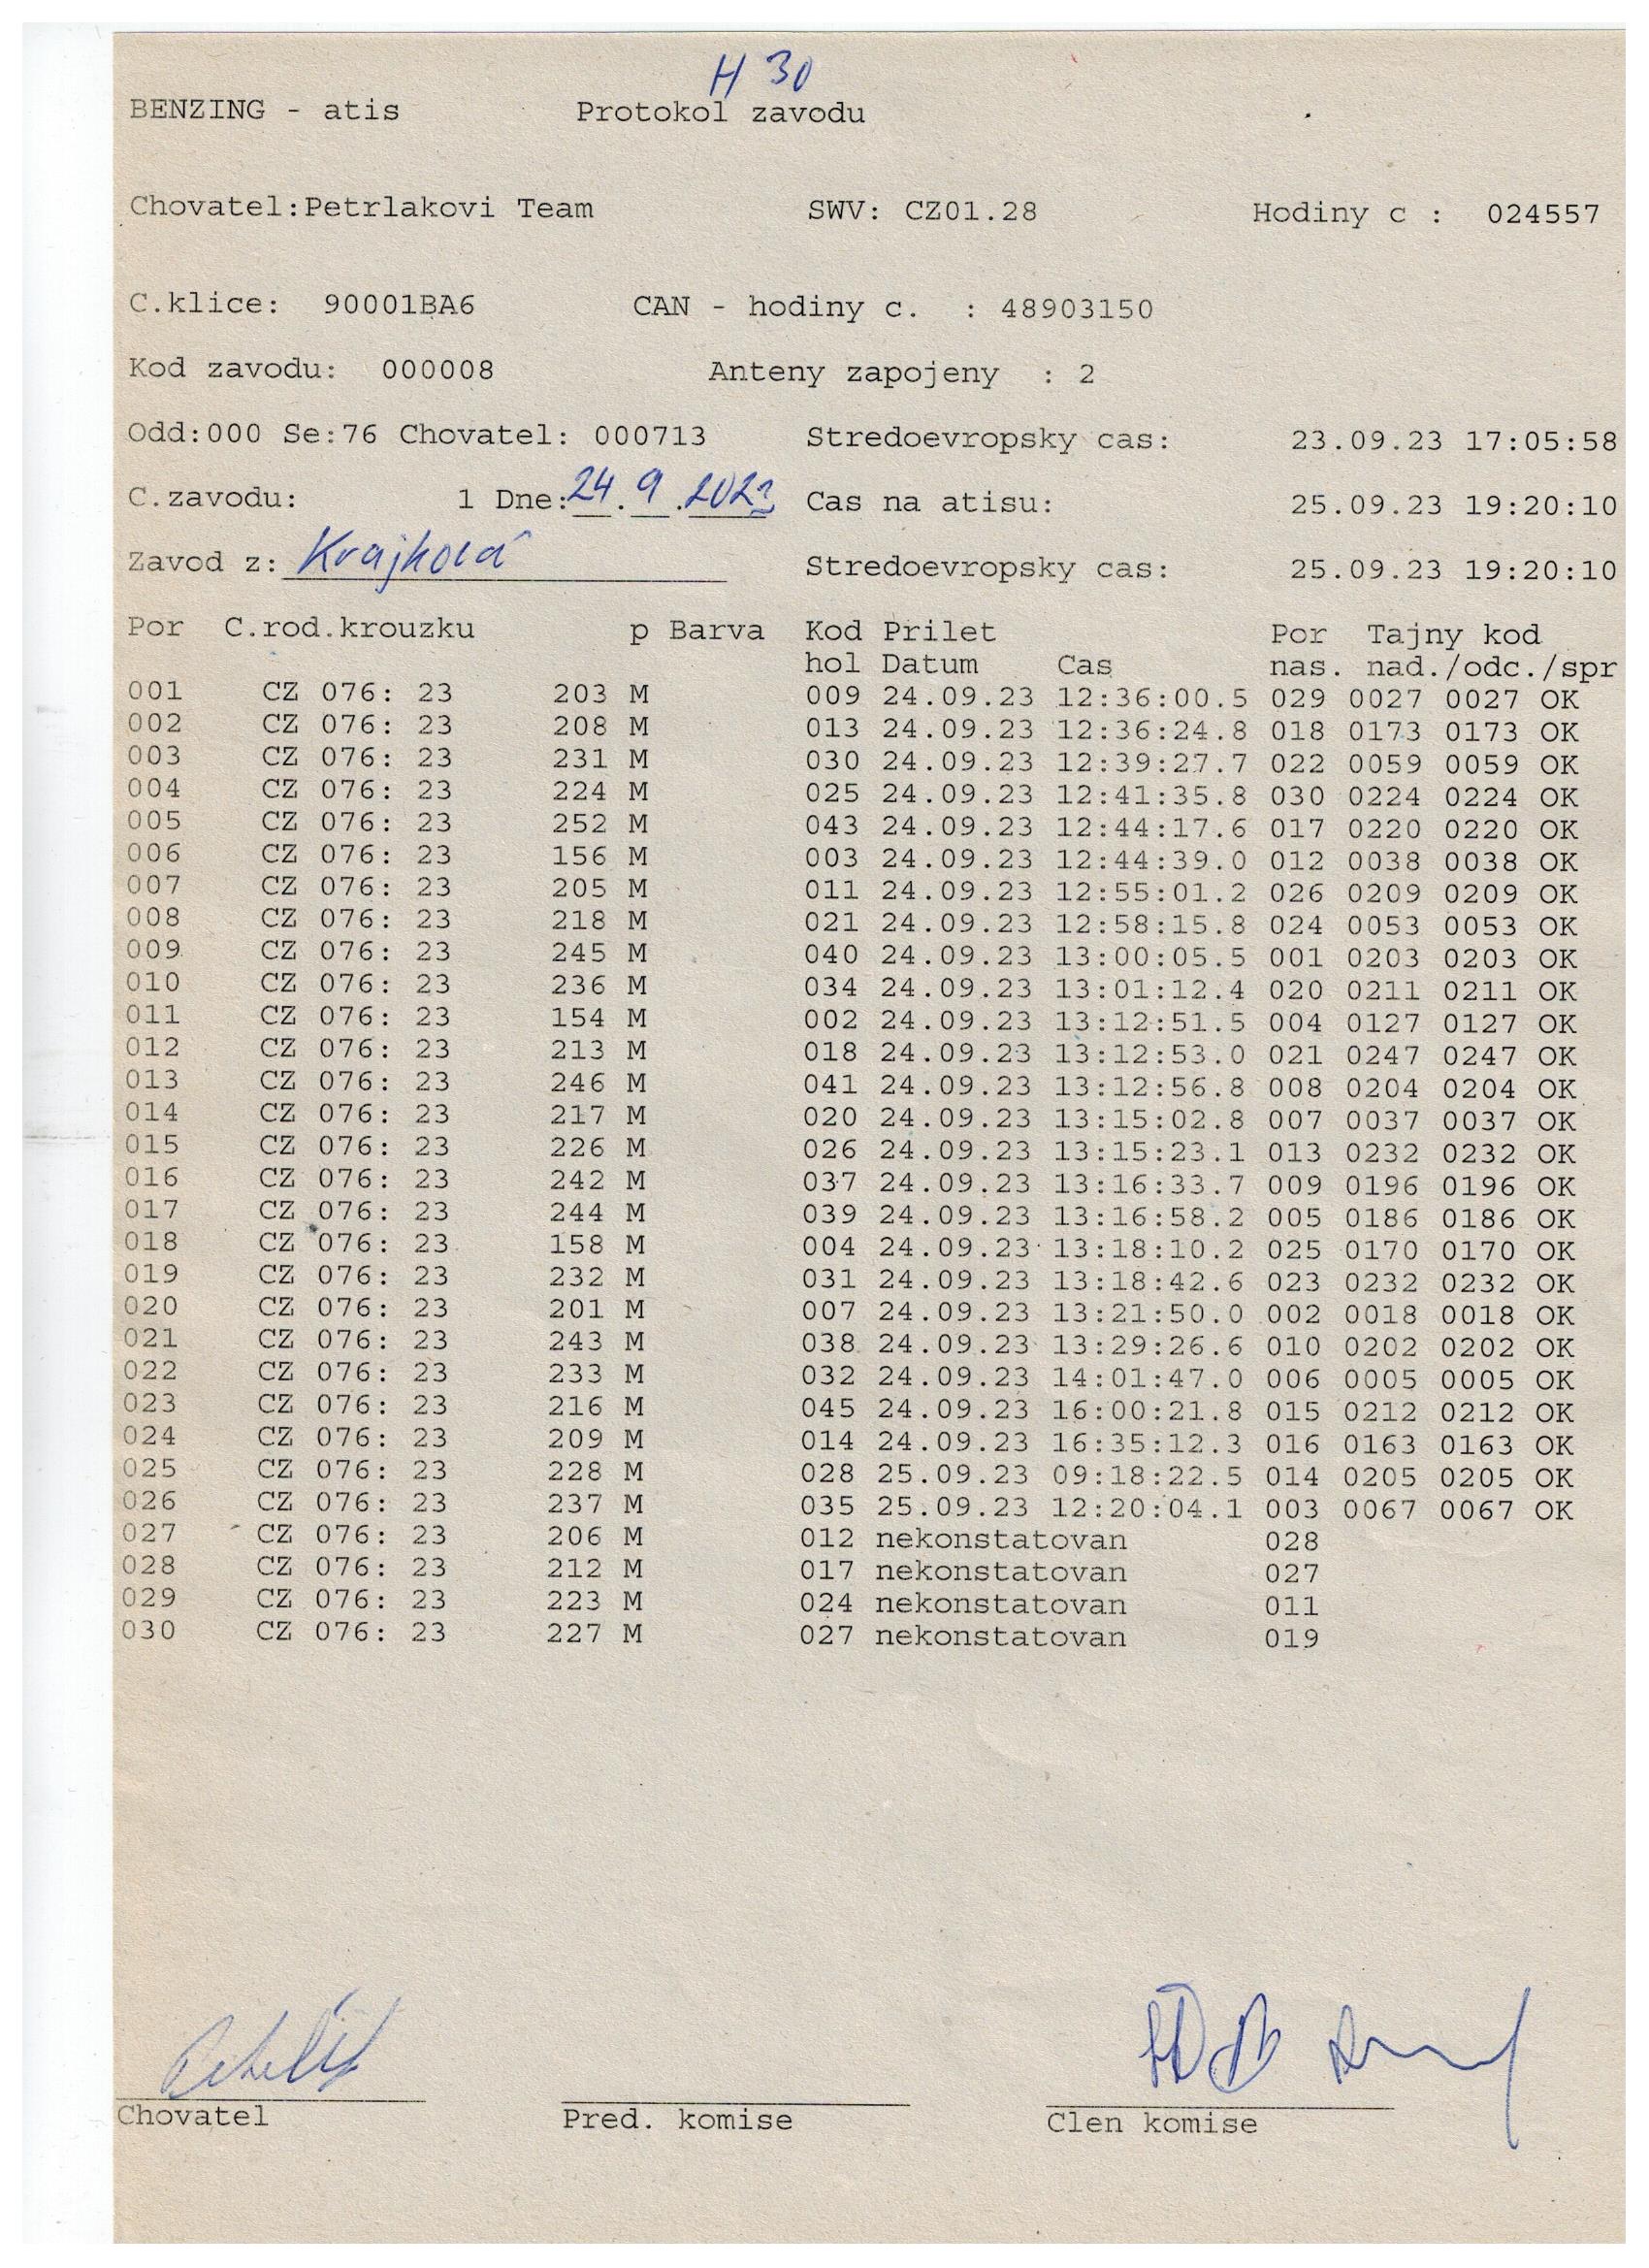 H 30
BENZING - atis Protokol zavodu
Chovatel:Petrlakovi Team SWV: CZ01.28 Hodiny c : 024557
C.klice: 90001BA6 CAN - hodiny c. : 48903150
Kod zavodu: 000008 Anteny zapojeny : 2
Odd:000 Se:76 Chovatel: 000713 Stredoevropsky cas: 23.09.23 17:05:58
C.zavodu: 1 Dne:24.9.2023 Cas na atisu: 25.09.23 19:20:10
Zavod z: Krajková Stredoevropsky cas: 25.09.23 19:20:10
Por C.rod.krouzku p Barva Kod Prilet Por Tajny kod
hol Datum Cas nas. nad./odc./spr
001 CZ 076: 23 203 M 009 24.09.23 12:36:00.5 029 0027 0027 OK
002 CZ 076: 23 208 M 013 24.09.23 12:36:24.8 018 0173 0173 OK
003 CZ 076: 23 231 M 030 24.09.23 12:39:27.7 022 0059 0059 OK
004 CZ 076: 23 224 M 025 24.09.23 12:41:35.8 030 0224 0224 OK
005 CZ 076: 23 252 M 043 24.09.23 12:44:17.6 017 0220 0220 OK
006 CZ 076: 23 156 M 003 24.09.23 12:44:39.0 012 0038 0038 OK
007 CZ 076: 23 205 M 011 24.09.23 12:55:01.2 026 0209 0209 OK
008 CZ 076: 23 218 M 021 24.09.23 12:58:15.8 024 0053 0053 OK
009 CZ 076: 23 245 M 040 24.09.23 13:00:05.5 001 0203 0203 OK
010 CZ 076: 23 236 M 034 24.09.23 13:01:12.4 020 0211 0211 OK
011 CZ 076: 23 154 M 002 24.09.23 13:12:51.5 004 0127 0127 OK
012 CZ 076: 23 213 M 018 24.09.23 13:12:53.0 021 0247 0247 OK
013 CZ 076: 23 246 M 041 24.09.23 13:12:56.8 008 0204 0204 OK
014 CZ 076: 23 217 M 020 24.09.23 13:15:02.8 007 0037 0037 OK
015 CZ 076: 23 226 M 026 24.09.23 13:15:23.1 013 0232 0232 OK
016 CZ 076: 23 242 M 037 24.09.23 13:16:33.7 009 0196 0196 OK
017 CZ 076: 23 244 M 039 24.09.23 13:16:58.2 005 0186 0186 OK
018 CZ 076: 23 158 M 004 24.09.23 13:18:10.2 025 0170 0170 OK
019 CZ 076: 23 232 M 031 24.09.23 13:18:42.6 023 0232 0232 OK
020 CZ 076: 23 201 M 007 24.09.23 13:21:50.0 002 0018 0018 OK
021 CZ 076: 23 243 M 038 24.09.23 13:29:26.6 010 0202 0202 OK
022 CZ 076: 23 233 M 032 24.09.23 14:01:47.0 006 0005 0005 OK
023 CZ 076: 23 216 M 045 24.09.23 16:00:21.8 015 0212 0212 OK
024 CZ 076: 23 209 M 014 24.09.23 16:35:12.3 016 0163 0163 OK
025 CZ 076: 23 228 M 028 25.09.23 09:18:22.5 014 0205 0205 OK
026 CZ 076: 23 237 M 035 25.09.23 12:20:04.1 003 0067 0067 OK
027 CZ 076: 23 206 M 012 nekonstatovan 028
028 CZ 076: 23 212 M 017 nekonstatovan 027
029 CZ 076: 23 223 M 024 nekonstatovan 011
030 CZ 076: 23 227 M 027 nekonstatovan 019
Chovatel Pred. komise Clen komise